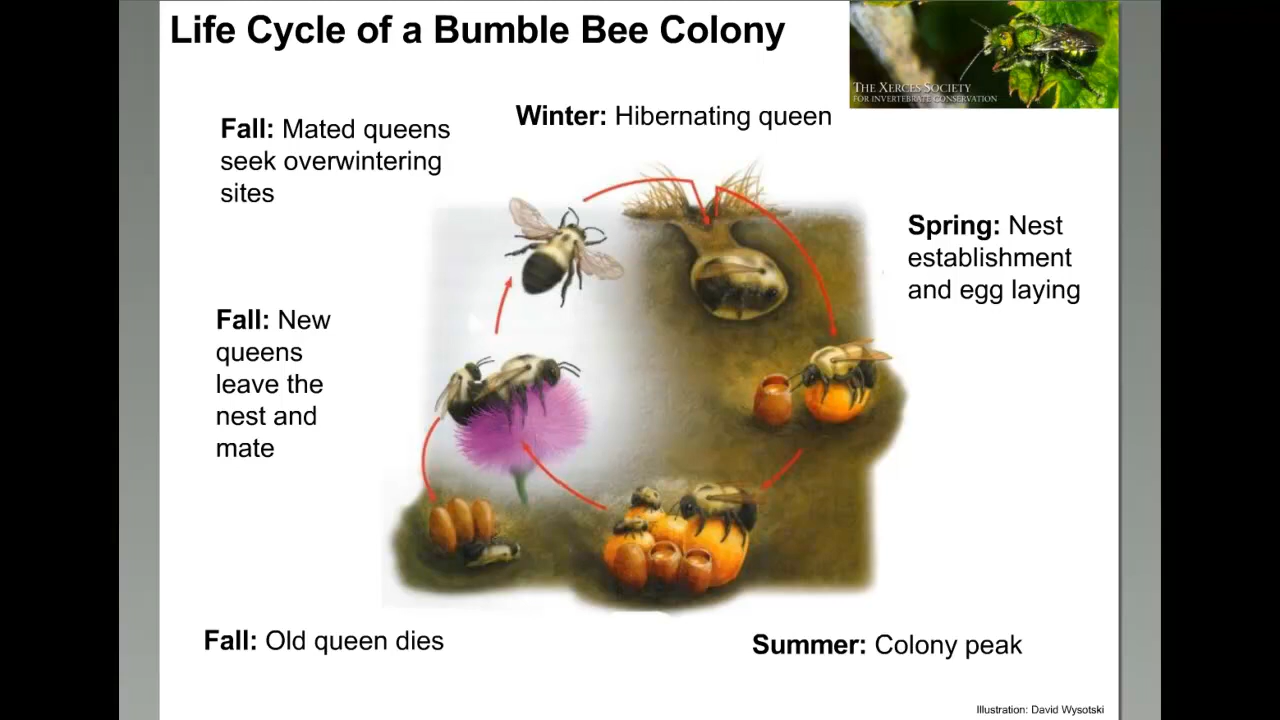 Life Cycle of a Bumble Bee Colony
THE XERCES SOCIETY
FOR INVERTEBRATE CONSERVATION
Winter: Hibernating queen
Fall: Mated queens
seek overwintering
sites
Spring: Nest
establishment
and egg laying
Fall: New
queens
leave the
nest and
mate
Fall: Old queen dies
Summer: Colony peak
Illustration: David Wysotski